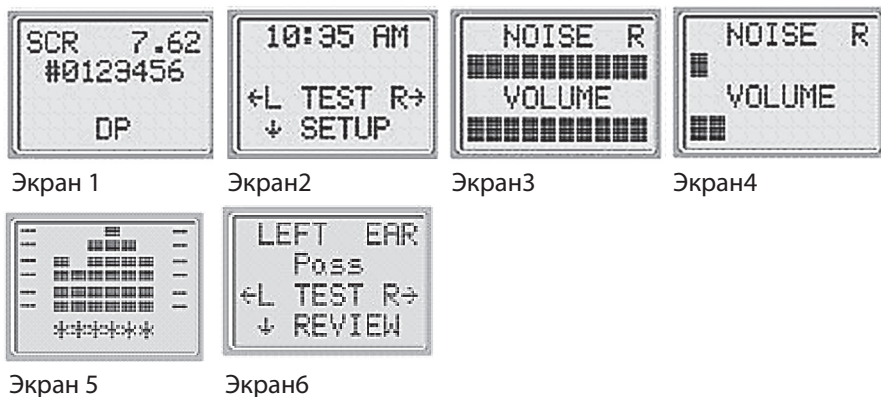 SCR 7.62
#0123456
DP
Экран 1
10:35 AM
←L TEST R→
↓ SETUP
Экран2
NOISE R
VOLUME
Экран3
NOISE R
VOLUME
Экран4
******
Экран 5
LEFT EAR
Pass
←L TEST R→
↓ REVIEW
Экран6